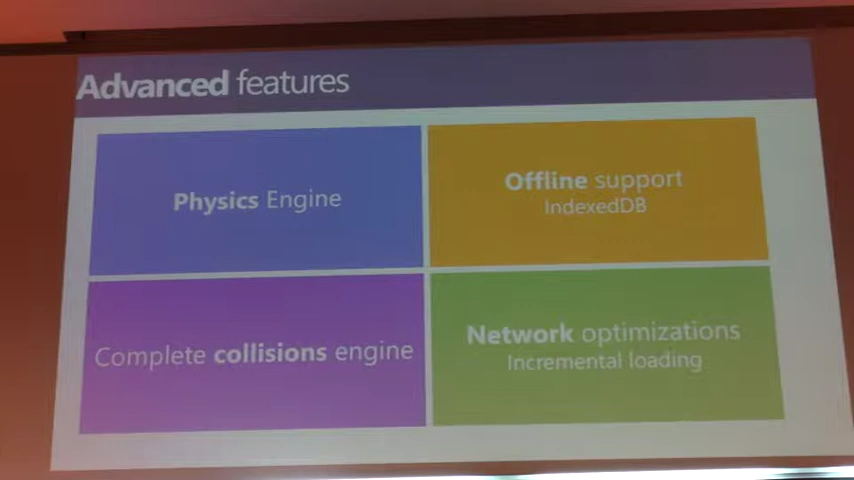 Advanced features
Physics Engine
Offline support
IndexedDB
Complete collisions engine
Network optimizations
Incremental loading